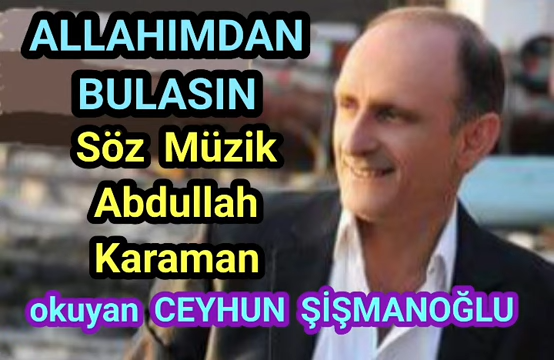 ALLAHIMDAN
BULASIN
Söz Müzik
Abdullah
Karaman
okuyan CEYHUN ŞİŞMANOĞLU